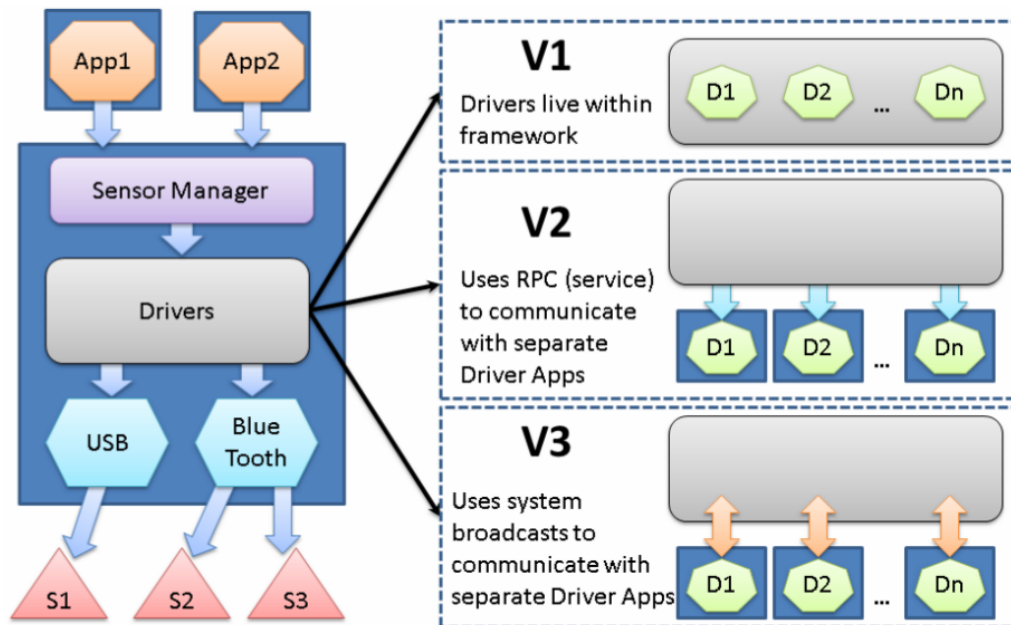 App1
App2
Sensor Manager
Drivers
USB
Blue
Tooth
S1
S2
S3
V1
Drivers live within
framework
D1
D2
...
Dn
V2
Uses RPC (service)
to communicate
with separate
Driver Apps
D1
D2
...
Dn
V3
Uses system
broadcasts to
communicate with
separate Driver Apps
D1
D2
...
Dn